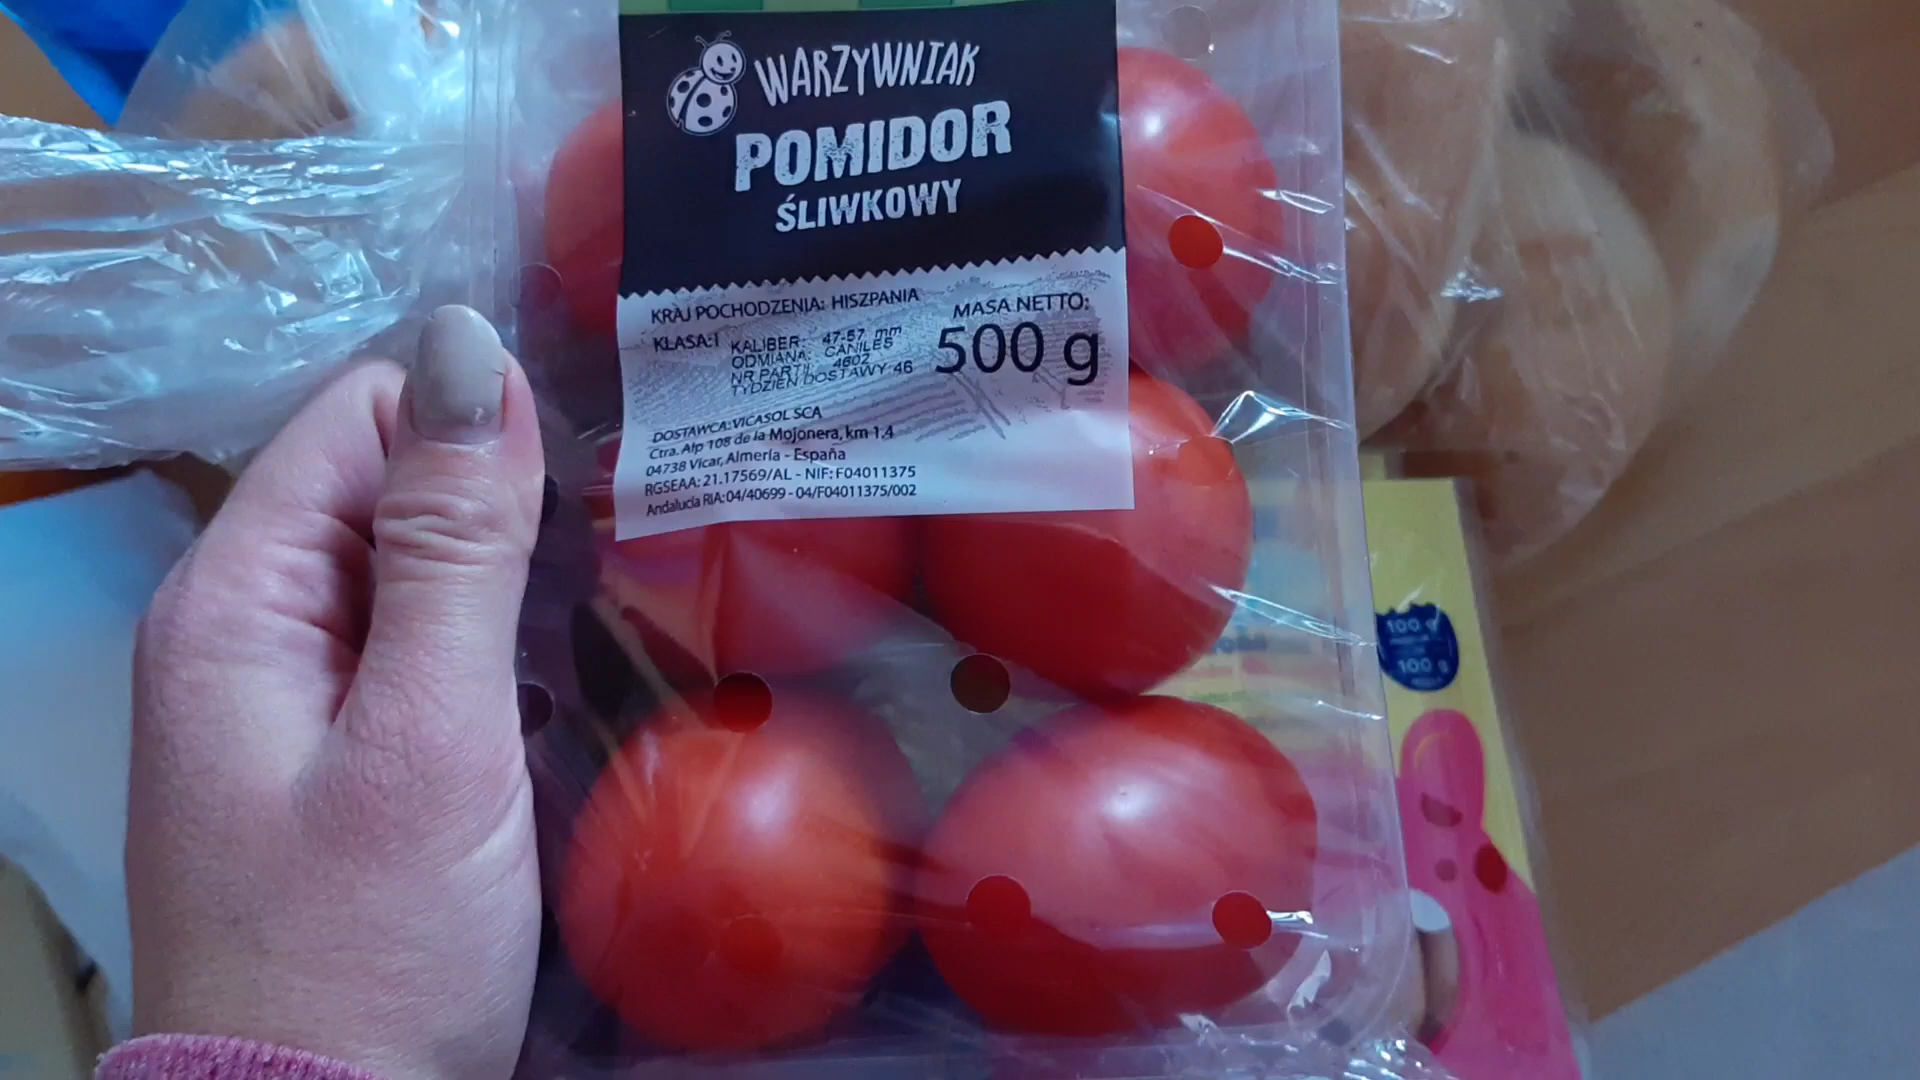 WARZYWNIAK
POMIDOR
ŚLIWKOWY
KRAJ POCHODZENIA: HISZPANIA
KLASA: I
KALIBER: 47-57 mm
ODMIANA: CANILES
NR PARTII: 4602
TYDZIEŃ DOSTAWY 46
MASA NETTO:
500 g
DOSTAWCA: VICASOL SCA
Ctra. Alp 108 de la Mojonera, km 1.4
04738 Vicar, Almería - España
RGSEAA: 21.17569/AL - NIF: F04011375
Andalucía RIA: 04/40699 - 04/F04011375/002
100 g
100 g